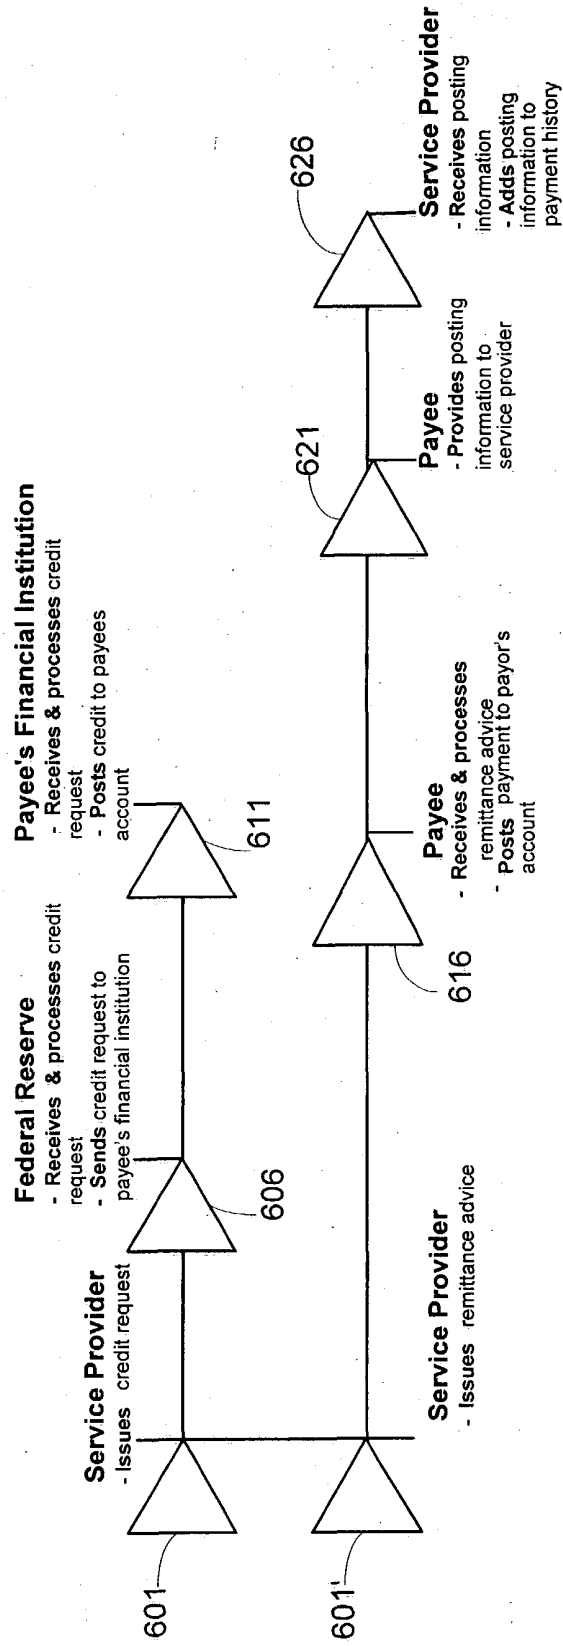 601
Service Provider
- Issues credit request
606
Federal Reserve
- Receives & processes credit
request
- Sends credit request to
payee's financial institution
611
Payee's Financial Institution
- Receives & processes credit
request
- Posts credit to payees
account
601'
Service Provider
- Issues remittance advice
616
Payee
- Receives & processes
remittance advice
- Posts payment to payor's
account
621
Payee
- Provides posting
information to
service provider
626
Service Provider
- Receives posting
information
- Adds posting
information to
payment history